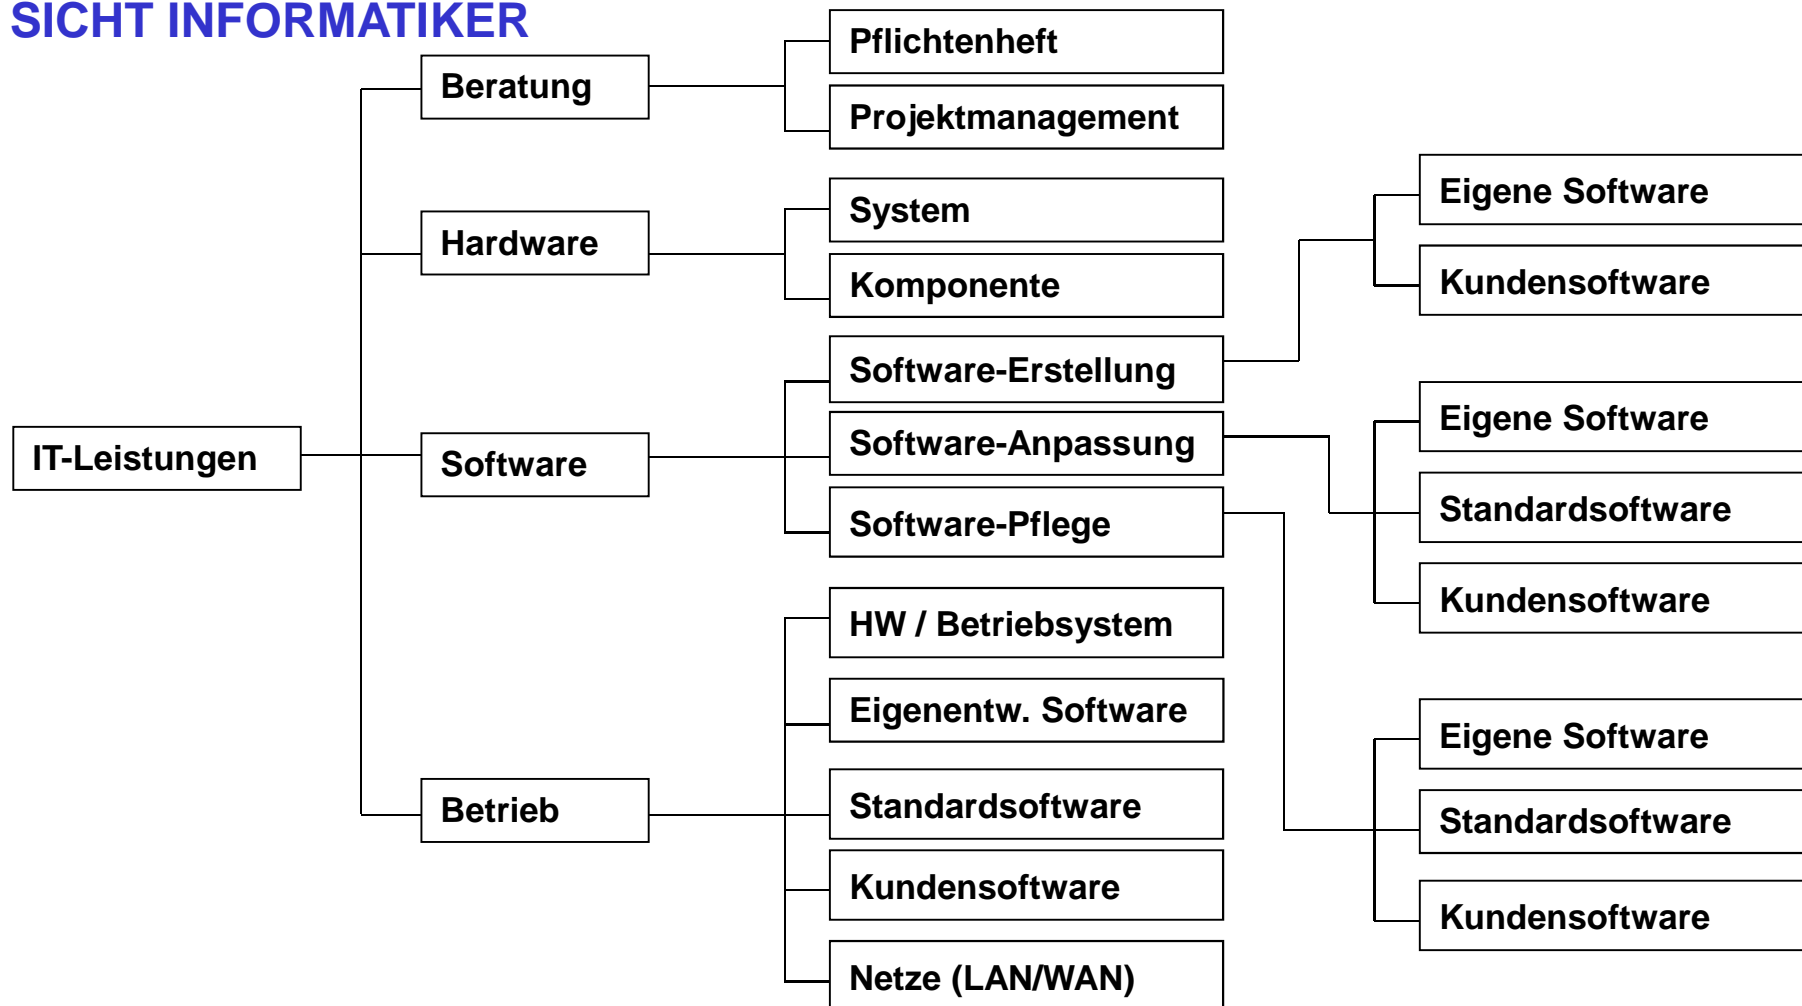 SICHT INFORMATIKER
IT-Leistungen
Beratung
Hardware
Software
Betrieb
Pflichtenheft
Projektmanagement
System
Komponente
Software-Erstellung
Software-Anpassung
Software-Pflege
HW / Betriebsystem
Eigenentw. Software
Standardsoftware
Kundensoftware
Netze (LAN/WAN)
Eigene Software
Kundensoftware
Eigene Software
Standardsoftware
Kundensoftware
Eigene Software
Standardsoftware
Kundensoftware